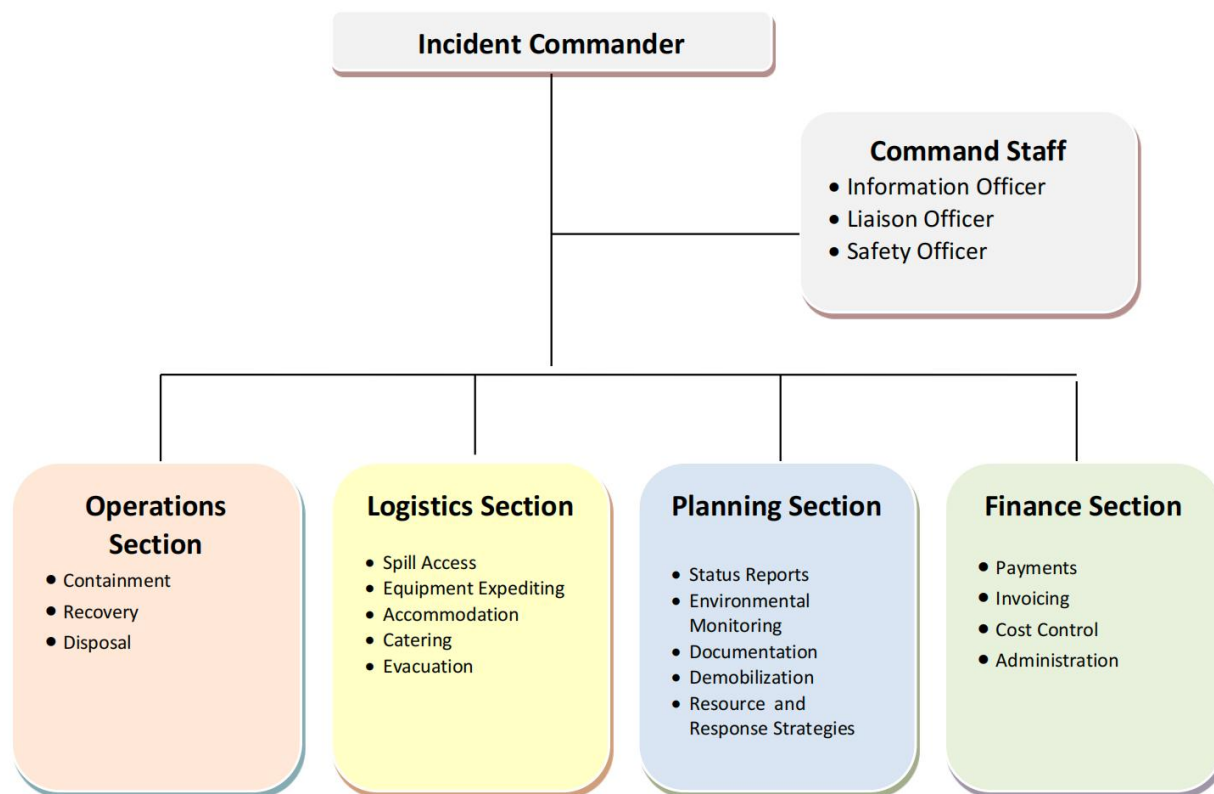 Incident Commander
Command Staff
• Information Officer
• Liaison Officer
• Safety Officer
Operations
Section
• Containment
• Recovery
• Disposal
Logistics Section
• Spill Access
• Equipment Expediting
• Accommodation
• Catering
• Evacuation
Planning Section
• Status Reports
• Environmental
Monitoring
• Documentation
• Demobilization
• Resource and
Response Strategies
Finance Section
• Payments
• Invoicing
• Cost Control
• Administration